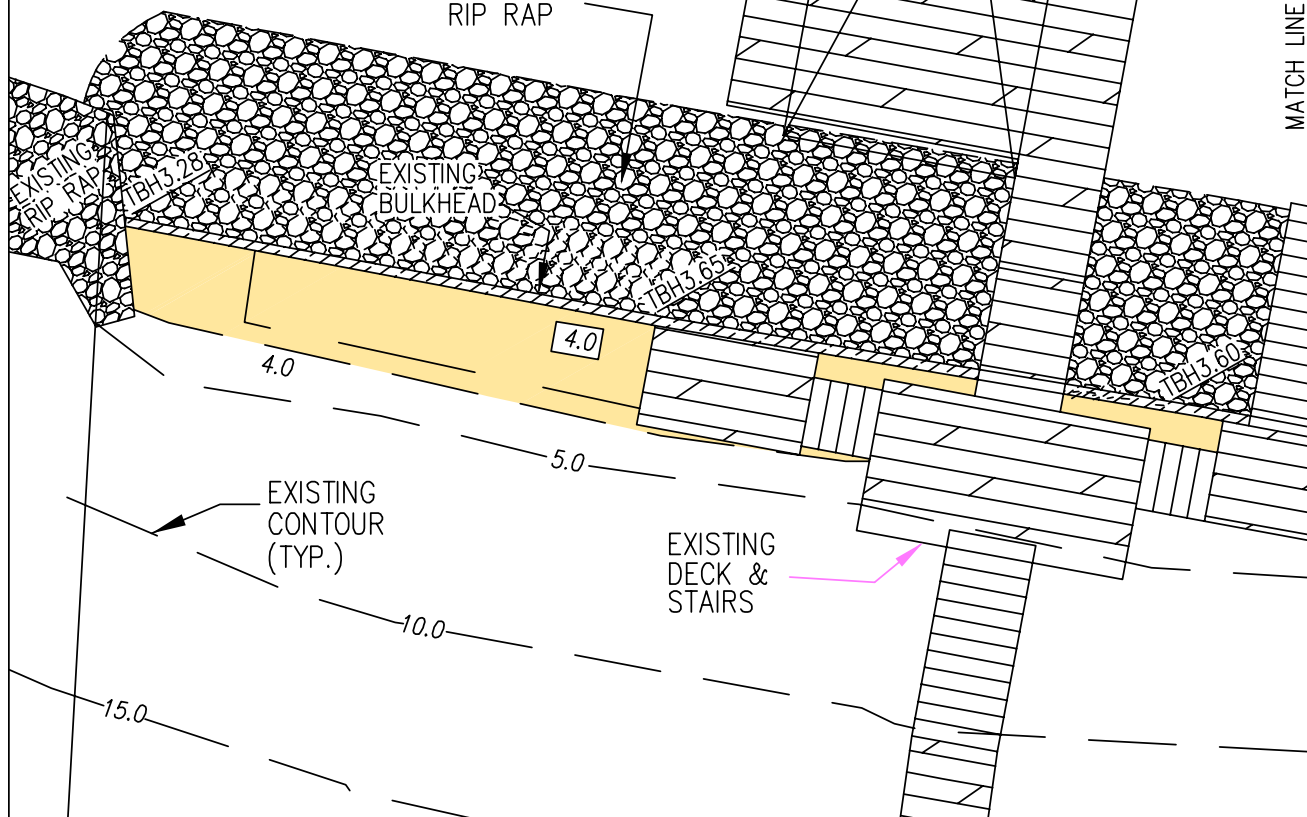 RIP RAP
MATCH LINE
EXISTING
RIP RAP
TBH3.28
EXISTING
BULKHEAD
TBH3.65
4.0
TBH3.60
4.0
5.0
EXISTING
CONTOUR
(TYP.)
EXISTING
DECK &
STAIRS
10.0
15.0